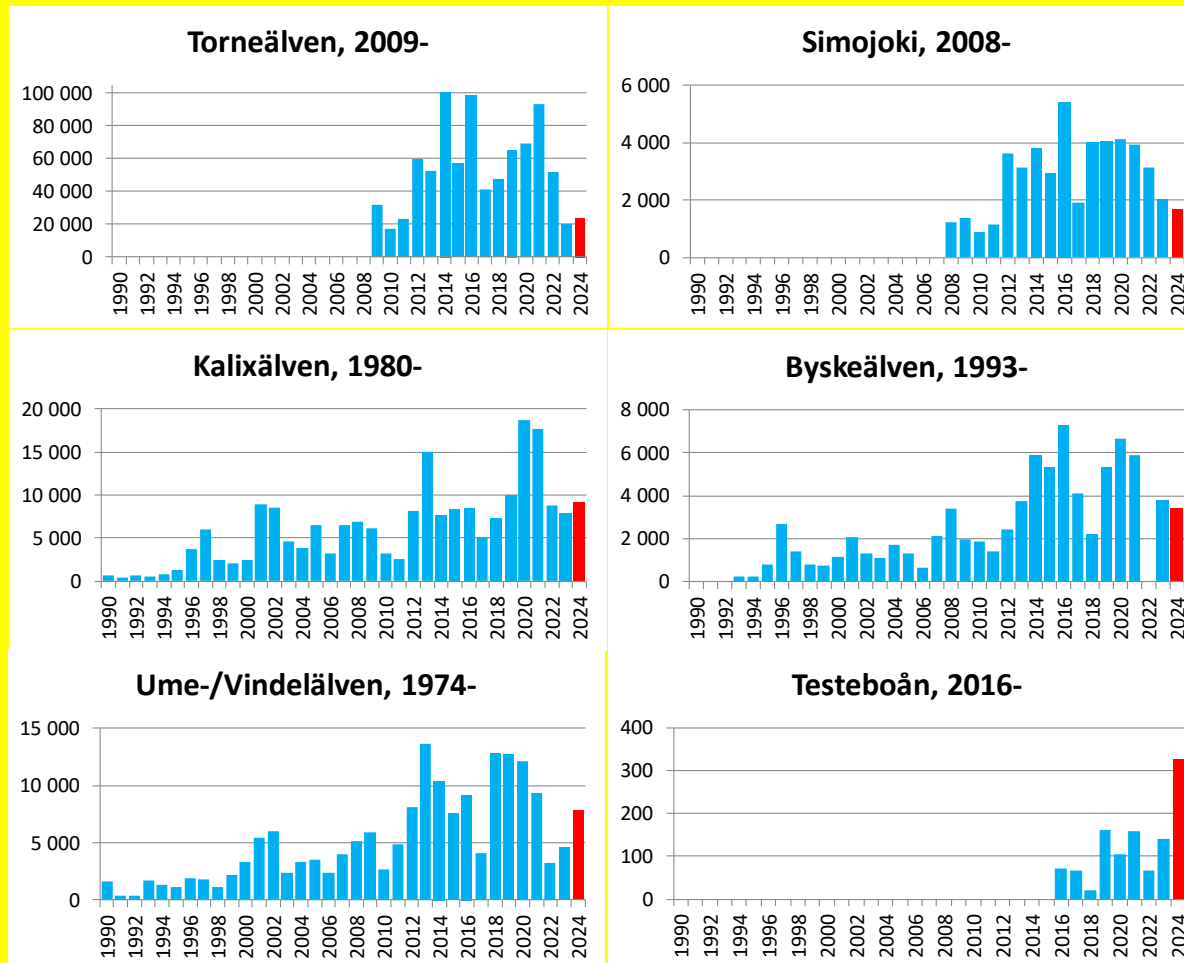 Torneälven, 2009-
100 000
80 000
60 000
40 000
20 000
0
1990 1992 1994 1996 1998 2000 2002 2004 2006 2008 2010 2012 2014 2016 2018 2020 2022 2024
Simojoki, 2008-
6 000
4 000
2 000
0
1990 1992 1994 1996 1998 2000 2002 2004 2006 2008 2010 2012 2014 2016 2018 2020 2022 2024
Kalixälven, 1980-
20 000
15 000
10 000
5 000
0
1990 1992 1994 1996 1998 2000 2002 2004 2006 2008 2010 2012 2014 2016 2018 2020 2022 2024
Byskeälven, 1993-
8 000
6 000
4 000
2 000
0
1990 1992 1994 1996 1998 2000 2002 2004 2006 2008 2010 2012 2014 2016 2018 2020 2022 2024
Ume-/Vindelälven, 1974-
15 000
10 000
5 000
0
1990 1992 1994 1996 1998 2000 2002 2004 2006 2008 2010 2012 2014 2016 2018 2020 2022 2024
Testeboån, 2016-
400
300
200
100
0
1990 1992 1994 1996 1998 2000 2002 2004 2006 2008 2010 2012 2014 2016 2018 2020 2022 2024